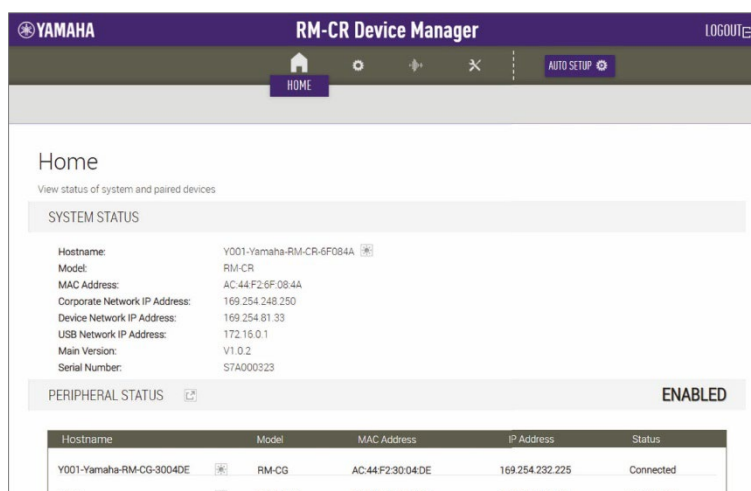 YAMAHA RM-CR Device Manager LOGOUT
HOME AUTO SETUP
Home
View status of system and paired devices
SYSTEM STATUS
Hostname: Y001-Yamaha-RM-CR-6F084A
Model: RM-CR
MAC Address: AC:44:F2:6F:08:4A
Corporate Network IP Address: 169.254.248.250
Device Network IP Address: 169.254.81.33
USB Network IP Address: 172.16.0.1
Main Version: V1.0.2
Serial Number: S7A000323
PERIPHERAL STATUS ENABLED
Hostname Model MAC Address IP Address Status
Y001-Yamaha-RM-CG-3004DE RM-CG AC:44:F2:30:04:DE 169.254.232.225 Connected